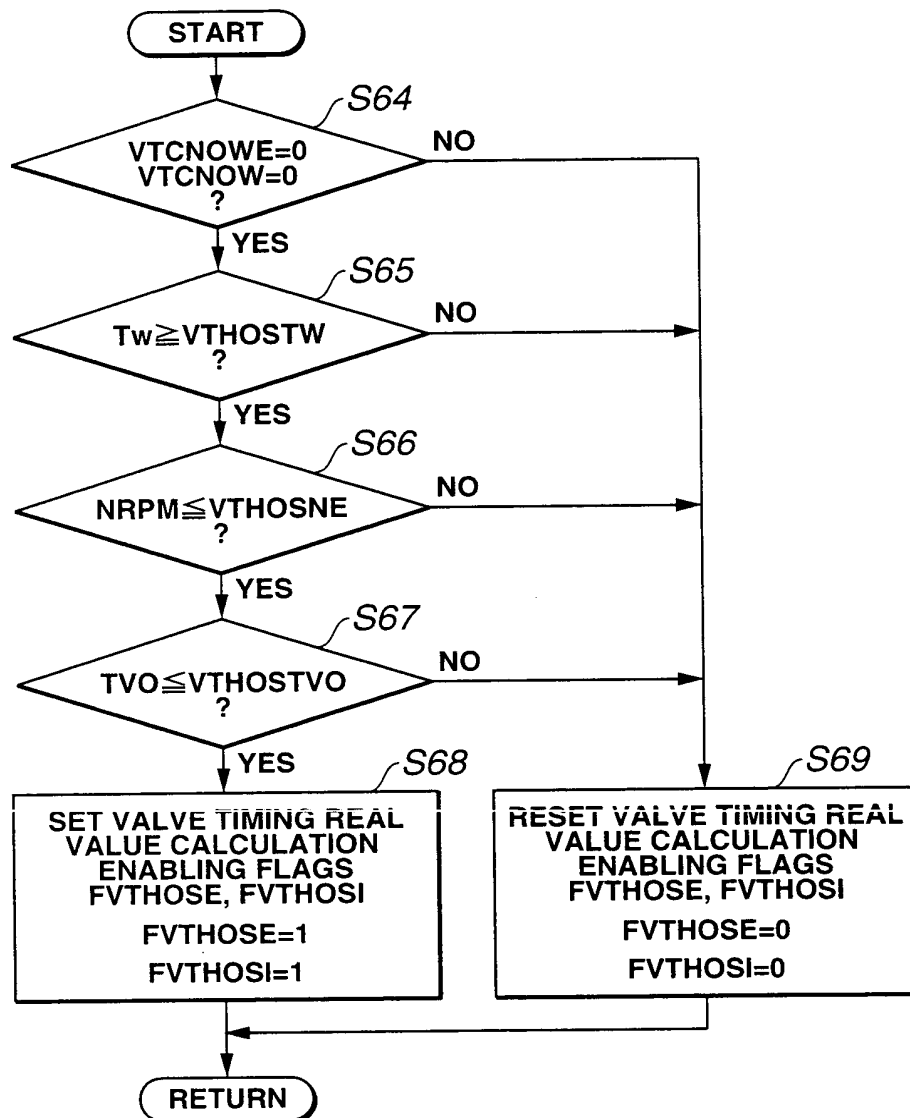 START
S64
VTCNOWE=0
VTCNOW=0
?
NO
YES
S65
Tw≧VTHOSTW
?
NO
YES
S66
NRPM≦VTHOSNE
?
NO
YES
S67
TVO≦VTHOSTVO
?
NO
YES
S68
SET VALVE TIMING REAL
VALUE CALCULATION
ENABLING FLAGS
FVTHOSE, FVTHOSI
FVTHOSE=1
FVTHOSI=1
S69
RESET VALVE TIMING REAL
VALUE CALCULATION
ENABLING FLAGS
FVTHOSE, FVTHOSI
FVTHOSE=0
FVTHOSI=0
RETURN